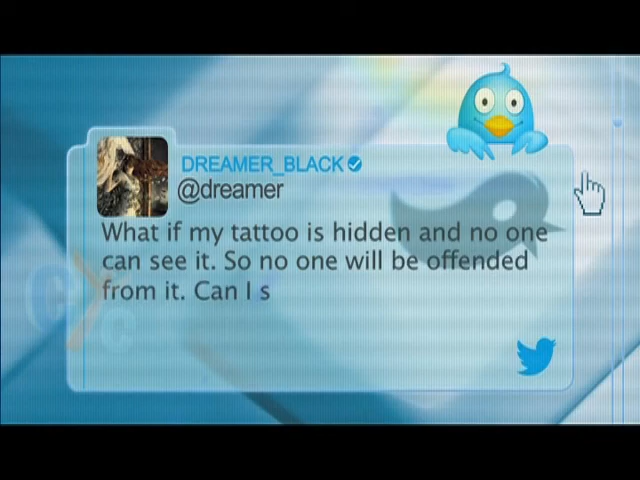 DREAMER_BLACK
@dreamer
What if my tattoo is hidden and no one
can see it. So no one will be offended
from it. Can I s
CYC